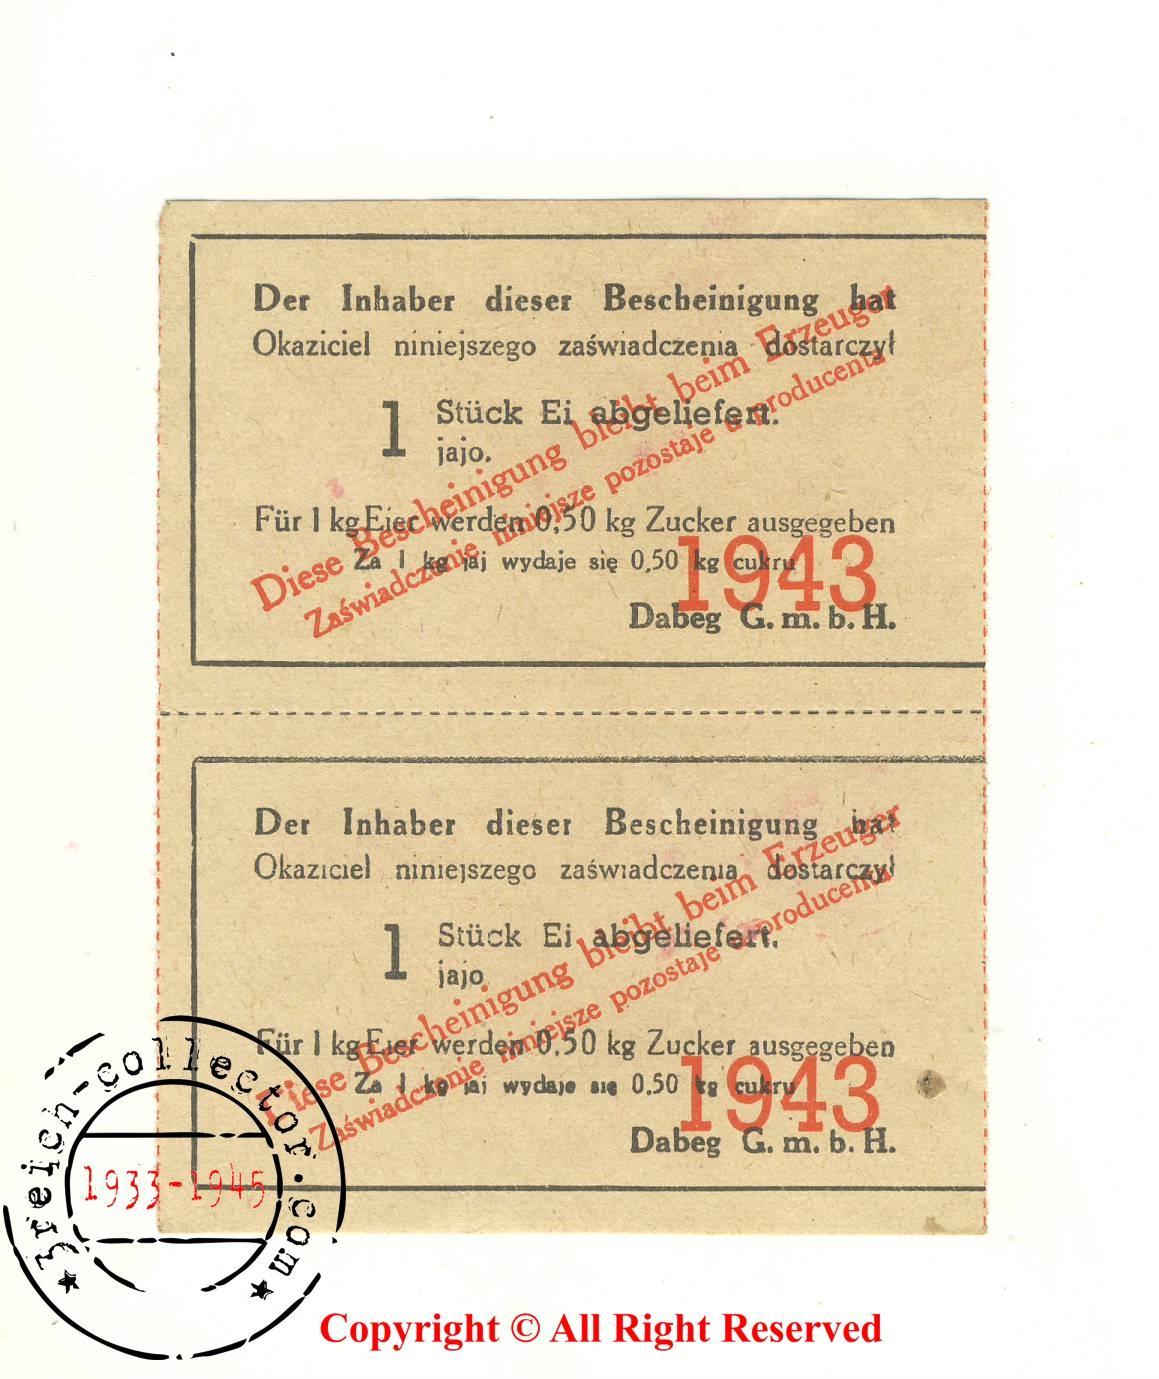 Der Inhaber dieser Bescheinigung hat
Okaziciel niniejszego zaświadczenia dostarczył
1 Stück Ei abgeliefert.
jajo.
Für 1 kg Eier werden 0,50 kg Zucker ausgegeben
Za 1 kg jaj wydaje się 0,50 kg cukru
Dabeg G. m. b. H.
Diese Bescheinigung bleibt beim Erzeuger
Zaświadczenie niniejsze pozostaje u producenta
1943
Der Inhaber dieser Bescheinigung hat
Okaziciel niniejszego zaświadczenia dostarczył
1 Stück Ei abgeliefert.
jajo
Für 1 kg Eier werden 0,50 kg Zucker ausgegeben
Za 1 kg jaj wydaje się 0,50 kg cukru
Dabeg G. m. b. H.
Diese Bescheinigung bleibt beim Erzeuger
Zaświadczenie niniejsze pozostaje u producenta
1943
3reich-collector.com
1933-1945
Copyright © All Right Reserved